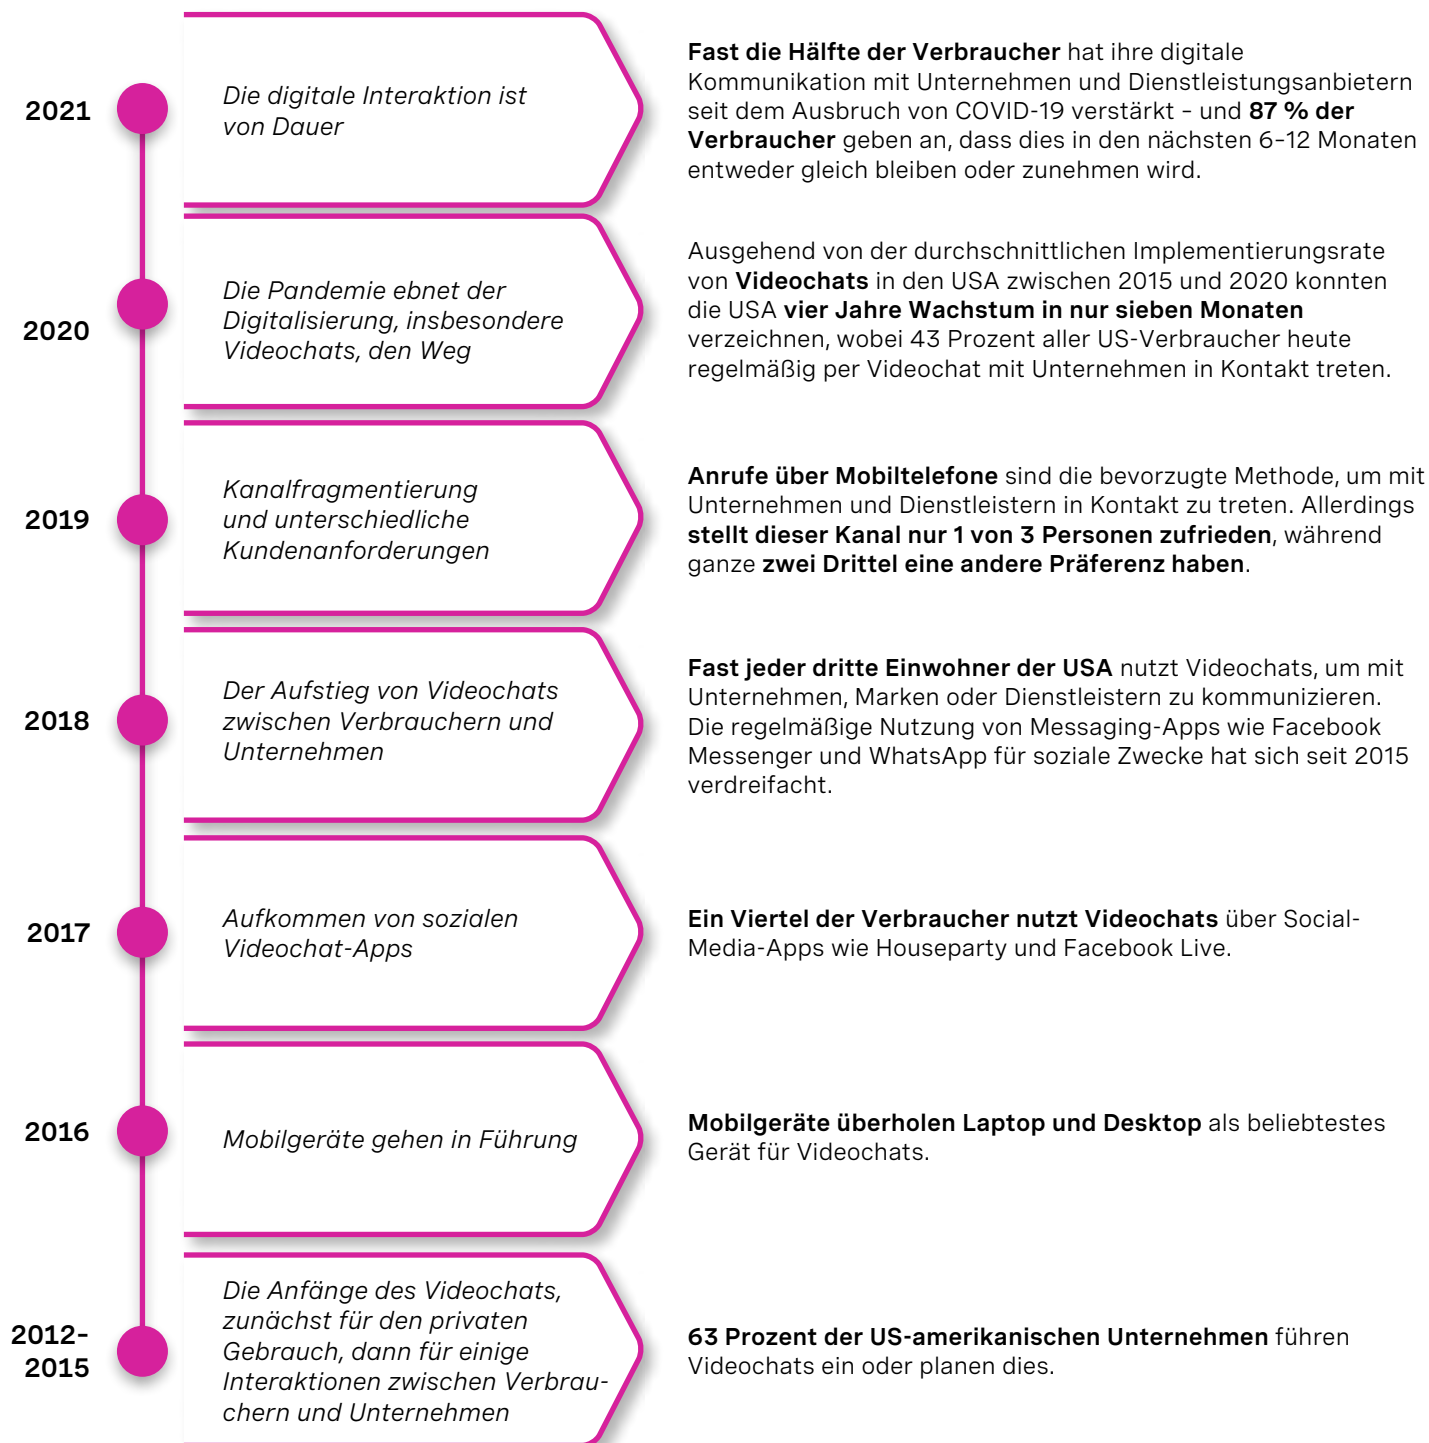 2021
Die digitale Interaktion ist
von Dauer
Fast die Hälfte der Verbraucher hat ihre digitale
Kommunikation mit Unternehmen und Dienstleistungsanbietern
seit dem Ausbruch von COVID-19 verstärkt – und 87 % der
Verbraucher geben an, dass dies in den nächsten 6–12 Monaten
entweder gleich bleiben oder zunehmen wird.
2020
Die Pandemie ebnet der
Digitalisierung, insbesondere
Videochats, den Weg
Ausgehend von der durchschnittlichen Implementierungsrate
von Videochats in den USA zwischen 2015 und 2020 konnten
die USA vier Jahre Wachstum in nur sieben Monaten
verzeichnen, wobei 43 Prozent aller US-Verbraucher heute
regelmäßig per Videochat mit Unternehmen in Kontakt treten.
2019
Kanalfragmentierung
und unterschiedliche
Kundenanforderungen
Anrufe über Mobiltelefone sind die bevorzugte Methode, um mit
Unternehmen und Dienstleistern in Kontakt zu treten. Allerdings
stellt dieser Kanal nur 1 von 3 Personen zufrieden, während
ganze zwei Drittel eine andere Präferenz haben.
2018
Der Aufstieg von Videochats
zwischen Verbrauchern und
Unternehmen
Fast jeder dritte Einwohner der USA nutzt Videochats, um mit
Unternehmen, Marken oder Dienstleistern zu kommunizieren.
Die regelmäßige Nutzung von Messaging-Apps wie Facebook
Messenger und WhatsApp für soziale Zwecke hat sich seit 2015
verdreifacht.
2017
Aufkommen von sozialen
Videochat-Apps
Ein Viertel der Verbraucher nutzt Videochats über Social-
Media-Apps wie Houseparty und Facebook Live.
2016
Mobilgeräte gehen in Führung
Mobilgeräte überholen Laptop und Desktop als beliebtestes
Gerät für Videochats.
2012–
2015
Die Anfänge des Videochats,
zunächst für den privaten
Gebrauch, dann für einige
Interaktionen zwischen Verbrau-
chern und Unternehmen
63 Prozent der US-amerikanischen Unternehmen führen
Videochats ein oder planen dies.